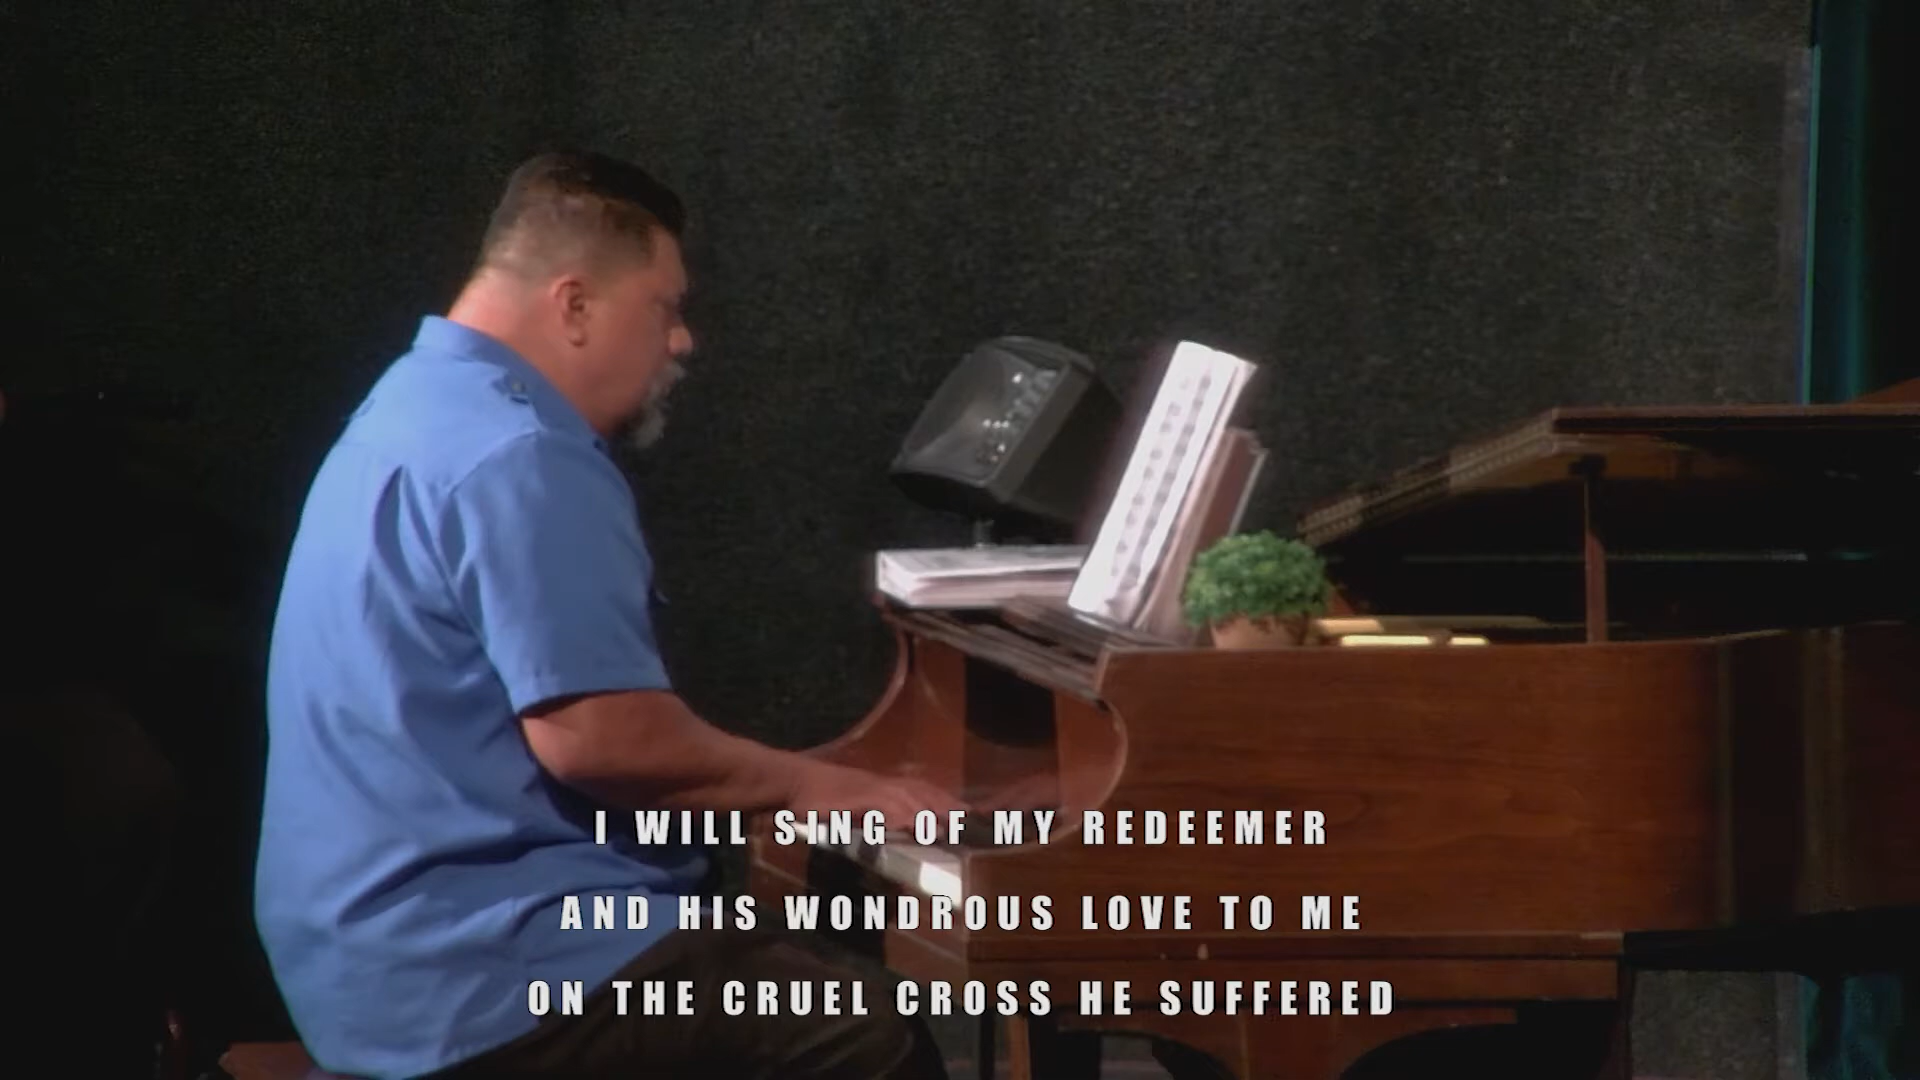 I WILL SING OF MY REDEEMER
AND HIS WONDROUS LOVE TO ME
ON THE CRUEL CROSS HE SUFFERED